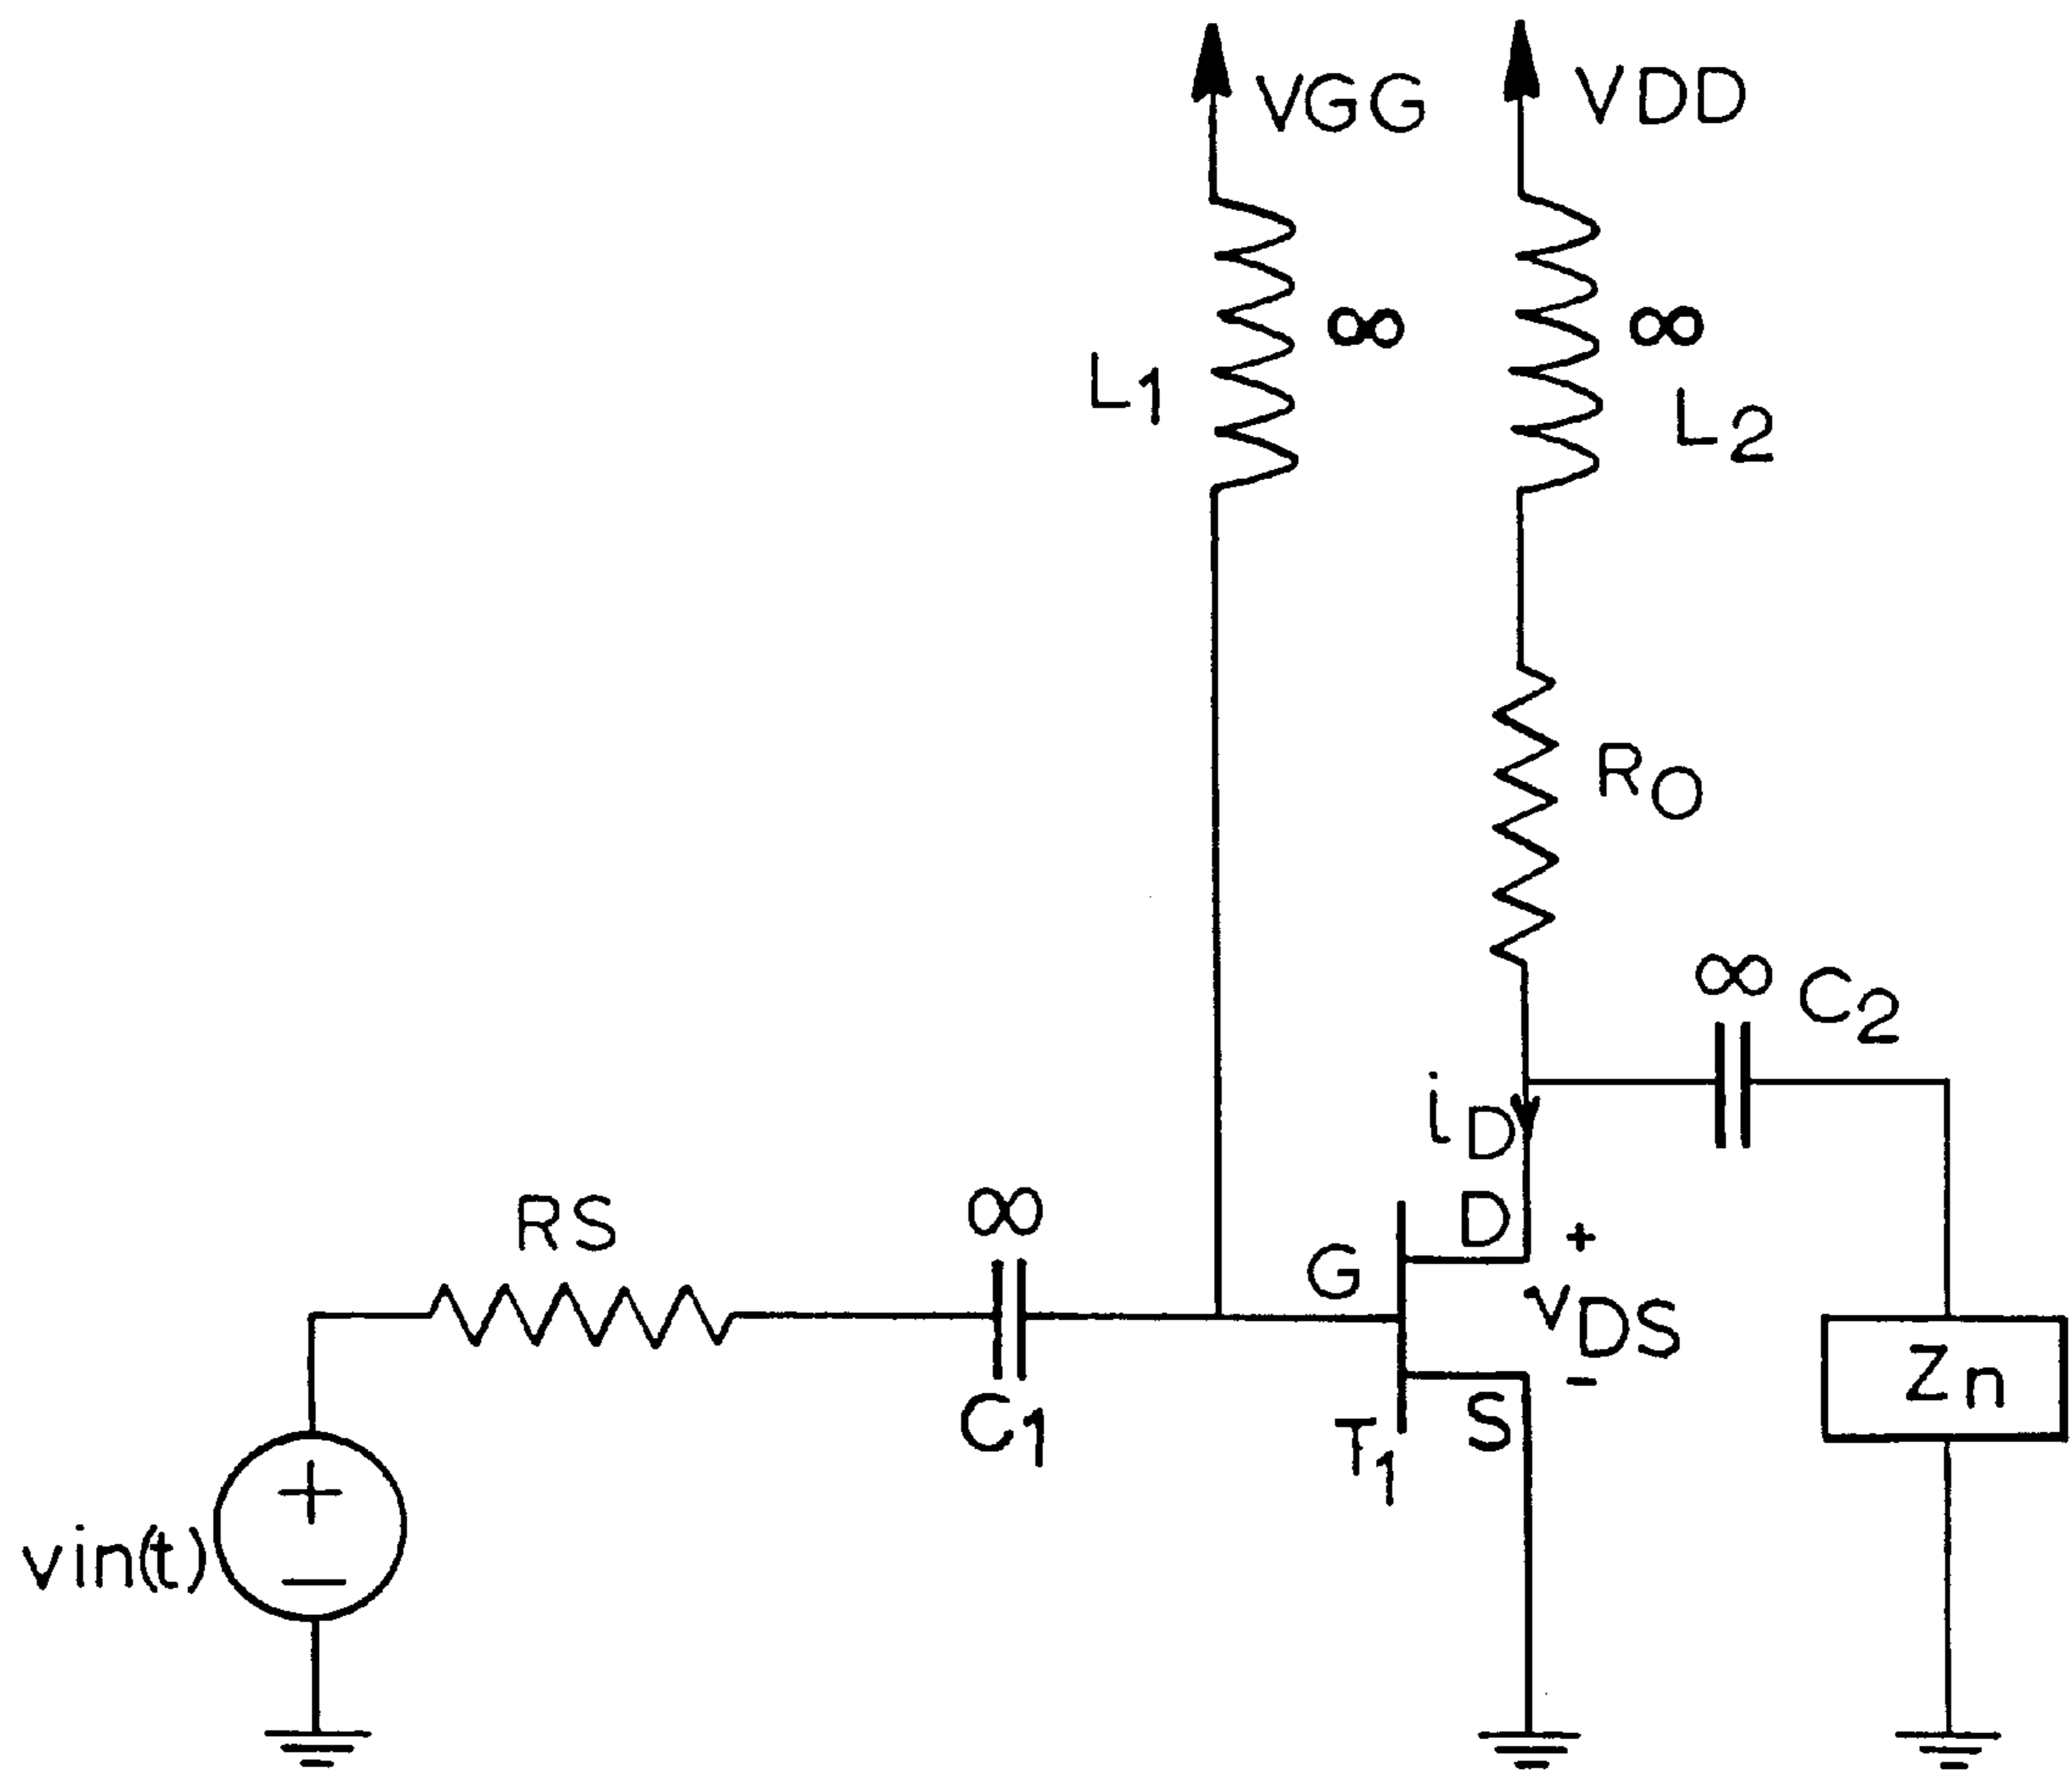 VGG
VDD
∞
∞
L1
L2
RO
∞ C2
iD
RS
∞
G
D
+
vDS
-
S
C1
T1
Zn
+
vin(t)
-